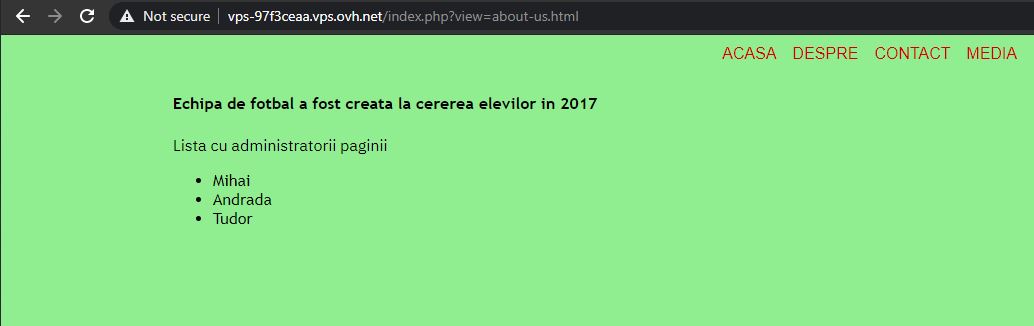 Not secure | vps-97f3ceaa.vps.ovh.net/index.php?view=about-us.html
ACASA DESPRE CONTACT MEDIA
Echipa de fotbal a fost creata la cererea elevilor in 2017
Lista cu administratorii paginii
• Mihai
• Andrada
• Tudor